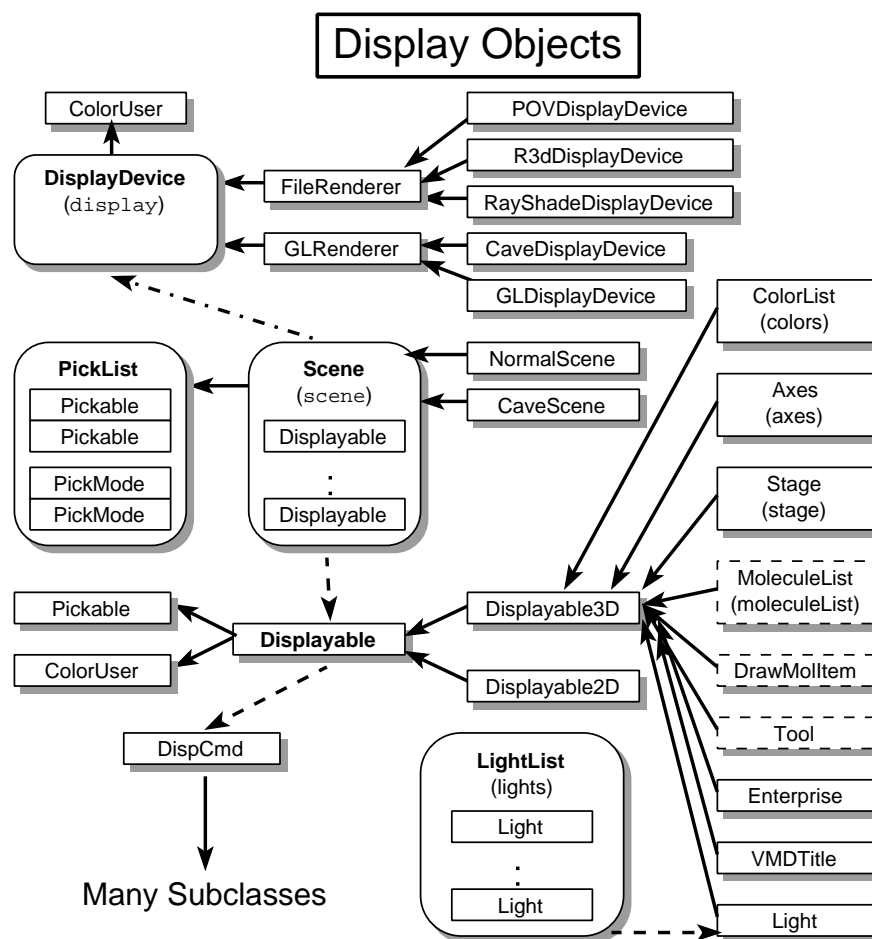 Display Objects
ColorUser
DisplayDevice
(display)
FileRenderer
GLRenderer
POVDisplayDevice
R3dDisplayDevice
RayShadeDisplayDevice
CaveDisplayDevice
GLDisplayDevice
ColorList
(colors)
PickList
Pickable
Pickable
PickMode
PickMode
Scene
(scene)
Displayable
:
Displayable
NormalScene
CaveScene
Axes
(axes)
Stage
(stage)
MoleculeList
(moleculeList)
DrawMolItem
Tool
Enterprise
VMDTitle
Light
Pickable
ColorUser
Displayable
Displayable3D
Displayable2D
DispCmd
Many Subclasses
LightList
(lights)
Light
:
Light